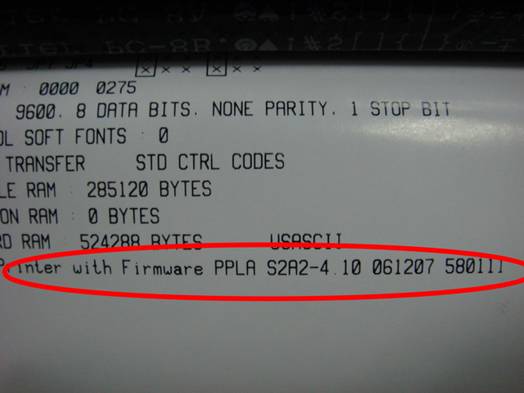 M : 0000 0275
9600, 8 DATA BITS, NONE PARITY, 1 STOP BIT
OL SOFT FONTS : 0
TRANSFER STD CTRL CODES
LE RAM : 285120 BYTES
ON RAM : 0 BYTES
RD RAM : 524288 BYTES USASCII
Printer with Firmware PPLA S2A2-4.10 061207 580111